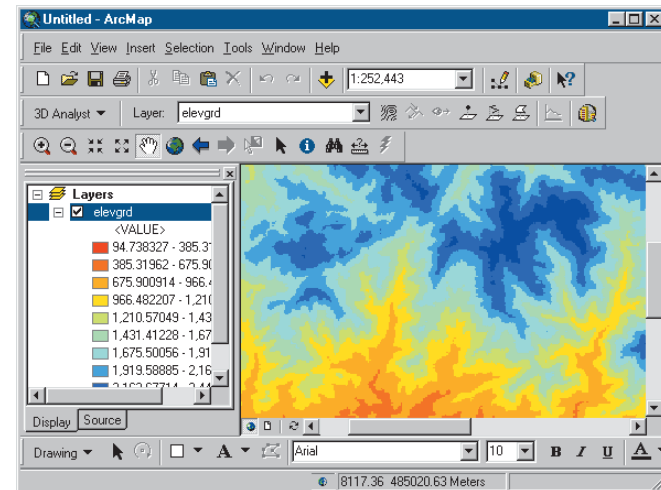 Untitled - ArcMap
File Edit View Insert Selection Tools Window Help
1:252,443
3D Analyst Layer: elevgrd
Layers
elevgrd
<VALUE>
94.738327 - 385.31
385.31962 - 675.90
675.900914 - 966.4
966.482207 - 1,210
1,210.57049 - 1,43
1,431.41228 - 1,67
1,675.50056 - 1,91
1,919.58885 - 2,16
Display Source
Drawing A Arial 10 B I U A
8117.36 485020.63 Meters